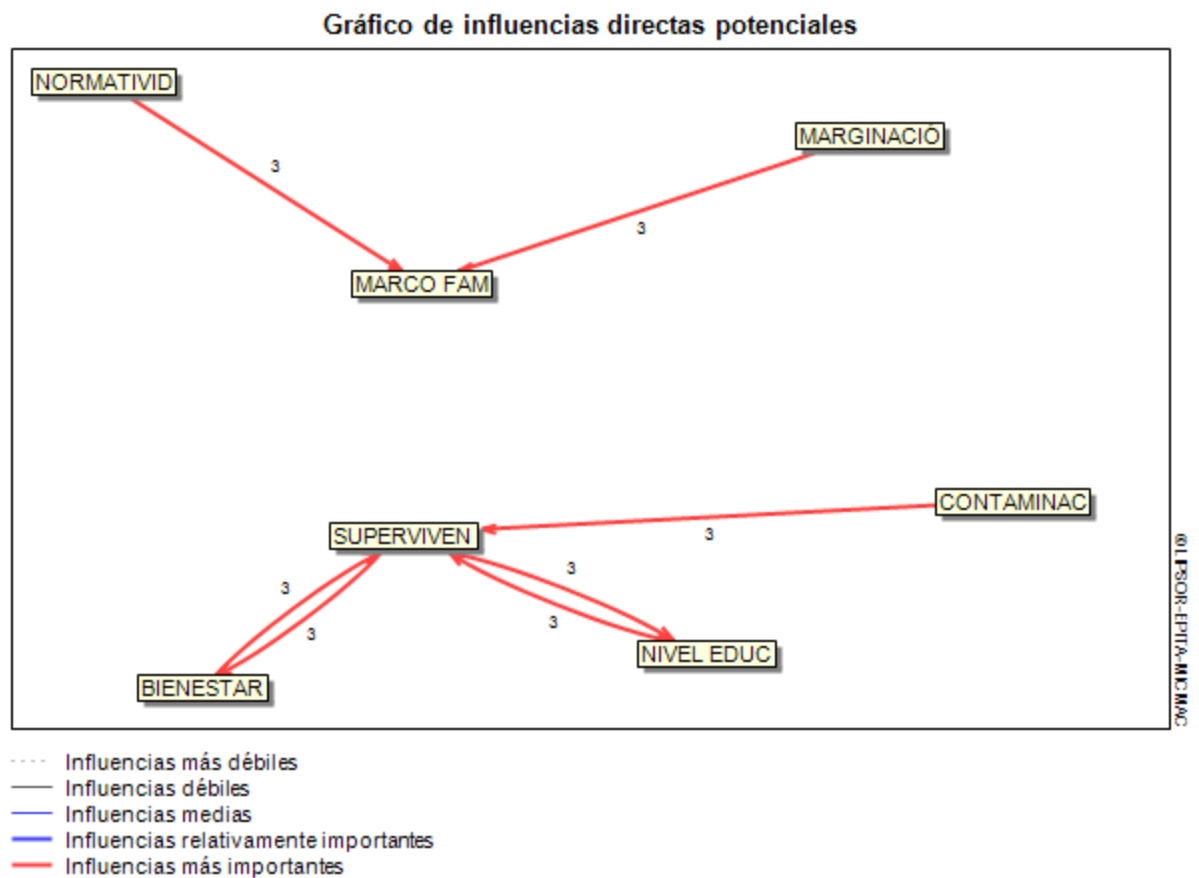 Gráfico de influencias directas potenciales
NORMATIVID
MARGINACIÓ
3
3
MARCO FAM
CONTAMINAC
SUPERVIVEN
3
3
3
3
3
NIVEL EDUC
BIENESTAR
© LIPSOR-EPITA-MICMAC
Influencias más débiles
Influencias débiles
Influencias medias
Influencias relativamente importantes
Influencias más importantes